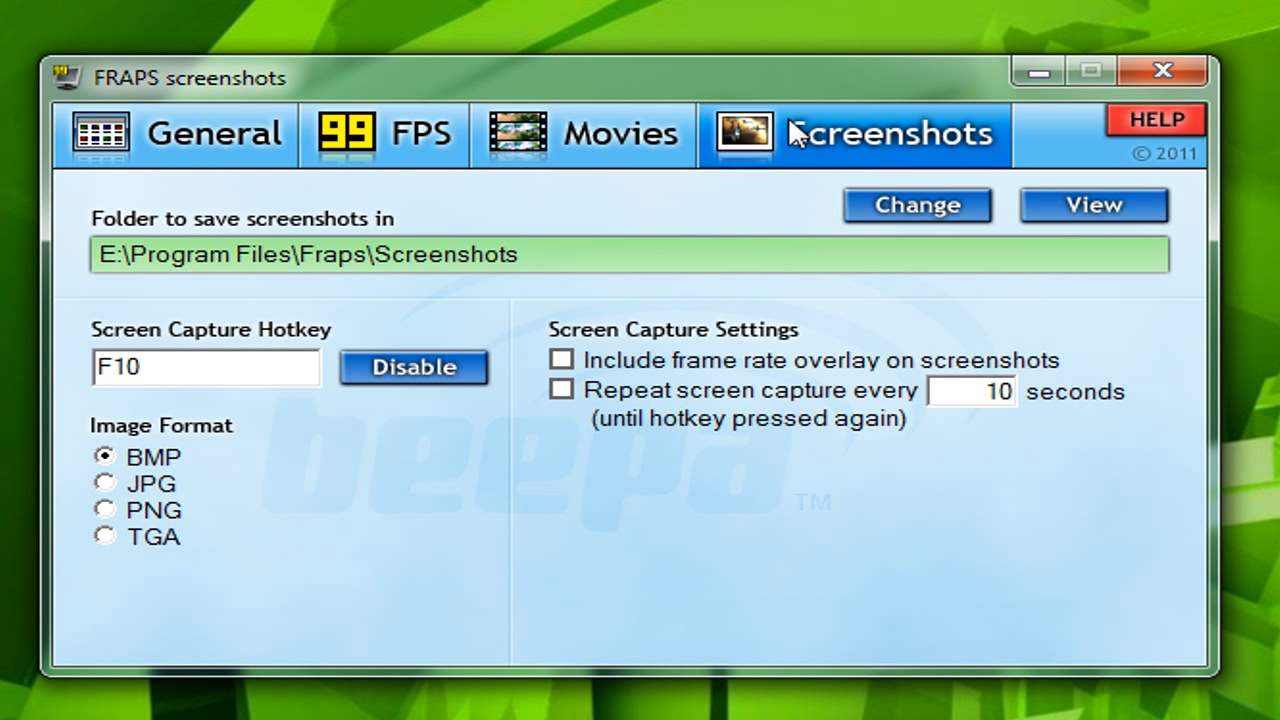 FRAPS screenshots
General
99 FPS
Movies
Screenshots
HELP
© 2011
Change
View
Folder to save screenshots in
E:\Program Files\Fraps\Screenshots
Screen Capture Hotkey
F10
Disable
Image Format
BMP
JPG
PNG
TGA
Screen Capture Settings
Include frame rate overlay on screenshots
Repeat screen capture every 10 seconds
(until hotkey pressed again)
beepa TM